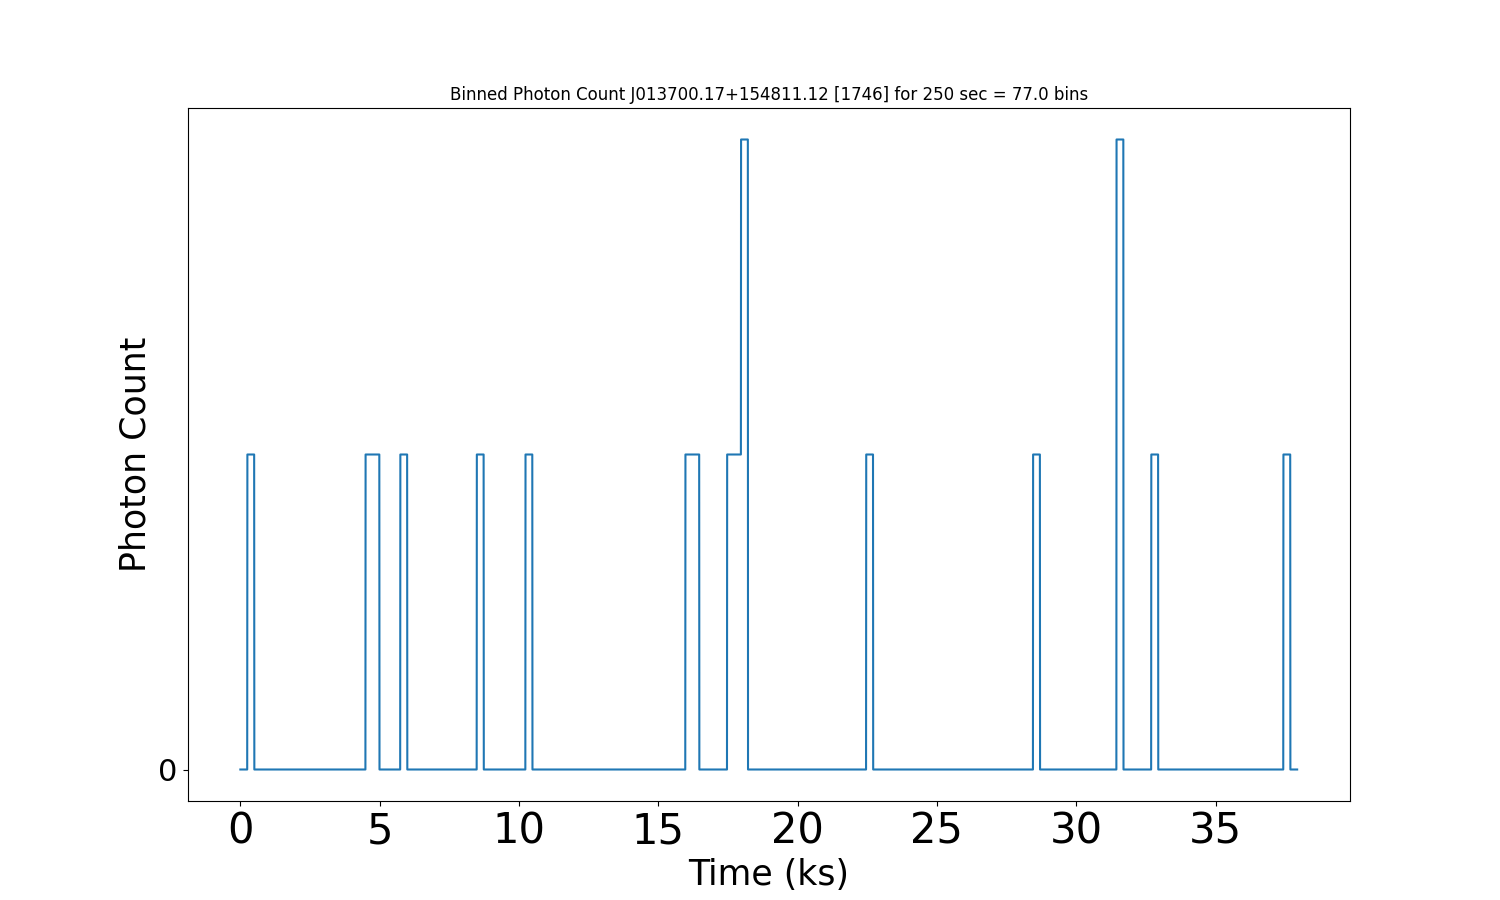 Binned Photon Count J013700.17+154811.12 [1746] for 250 sec = 77.0 bins
Photon Count
0
0 5 10 15 20 25 30 35
Time (ks)